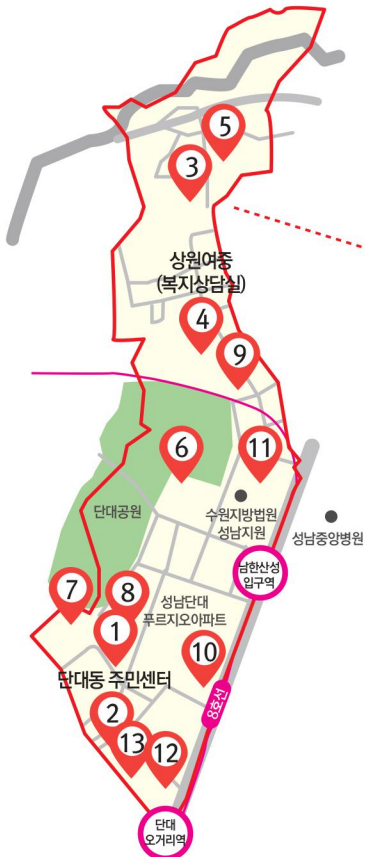 5
3
상원여중
(복지상담실)
4
9
6
11
단대공원
수원지방법원
성남지원
성남중앙병원
남한산성
입구역
7
8
성남단대
푸르지오아파트
1
10
단대동 주민센터
2
8호선
13
12
단대
오거리역